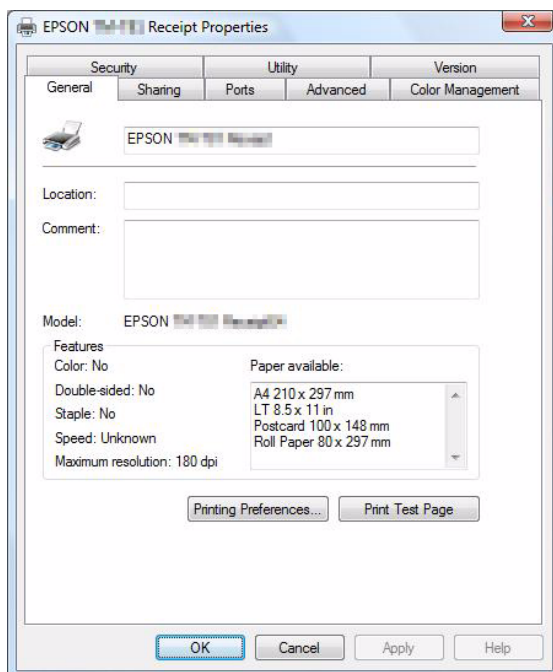 EPSON Receipt Properties
Security Utility Version
General Sharing Ports Advanced Color Management
EPSON
Location:
Comment:
Model: EPSON
Features
Color: No
Paper available:
Double-sided: No
Staple: No
Speed: Unknown
Maximum resolution: 180 dpi
A4 210 x 297 mm
LT 8.5 x 11 in
Postcard 100 x 148 mm
Roll Paper 80 x 297 mm
Printing Preferences... Print Test Page
OK Cancel Apply Help